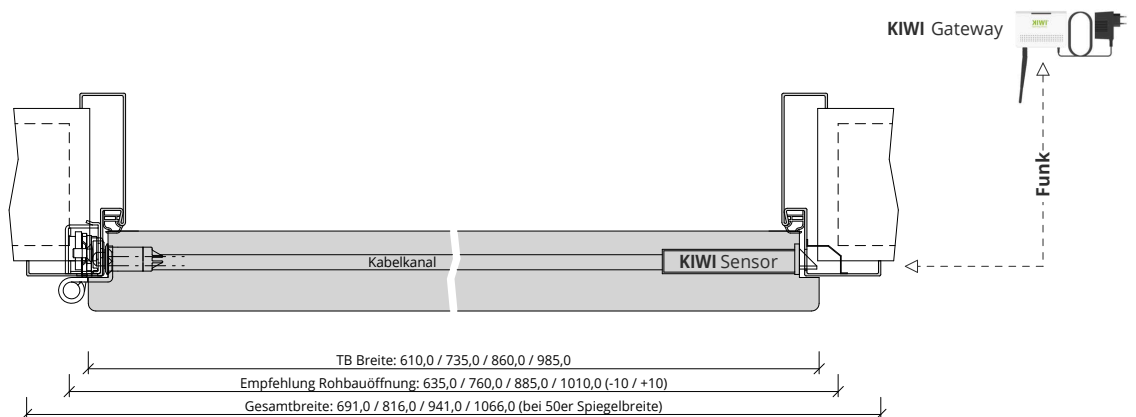 KIWI Gateway
KIWI
Funk
Kabelkanal
KIWI Sensor
TB Breite: 610,0 / 735,0 / 860,0 / 985,0
Empfehlung Rohbauöffnung: 635,0 / 760,0 / 885,0 / 1010,0 (-10 / +10)
Gesamtbreite: 691,0 / 816,0 / 941,0 / 1066,0 (bei 50er Spiegelbreite)